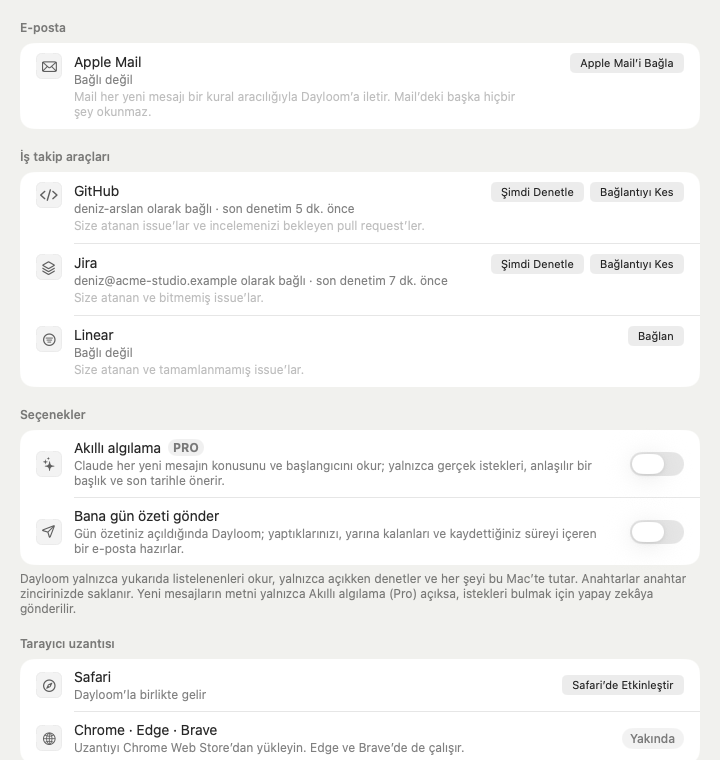 E-posta
Apple Mail
Apple Mail’i Bağla
Bağlı değil
Mail her yeni mesajı bir kural aracılığıyla Dayloom’a iletir. Mail’deki başka hiçbir
şey okunmaz.
İş takip araçları
GitHub
Şimdi Denetle
Bağlantıyı Kes
deniz-arslan olarak bağlı · son denetim 5 dk. önce
Size atanan issue’lar ve incelemenizi bekleyen pull request’ler.
Jira
Şimdi Denetle
Bağlantıyı Kes
deniz@acme-studio.example olarak bağlı · son denetim 7 dk. önce
Size atanan ve bitmemiş issue’lar.
Linear
Bağlan
Bağlı değil
Size atanan ve tamamlanmamış issue’lar.
Seçenekler
Akıllı algılama PRO
Claude her yeni mesajın konusunu ve başlangıcını okur; yalnızca gerçek istekleri, anlaşılır bir
başlık ve son tarihle önerir.
Bana gün özeti gönder
Gün özetiniz açıldığında Dayloom; yaptıklarınızı, yarına kalanları ve kaydettiğiniz süreyi içeren
bir e-posta hazırlar.
Dayloom yalnızca yukarıda listelenenleri okur, yalnızca açıkken denetler ve her şeyi bu Mac’te tutar. Anahtarlar anahtar
zincirinizde saklanır. Yeni mesajların metni yalnızca Akıllı algılama (Pro) açıksa, istekleri bulmak için yapay zekâya
gönderilir.
Tarayıcı uzantısı
Safari
Safari’de Etkinleştir
Dayloom’la birlikte gelir
Chrome · Edge · Brave
Yakında
Uzantıyı Chrome Web Store’dan yükleyin. Edge ve Brave’de de çalışır.